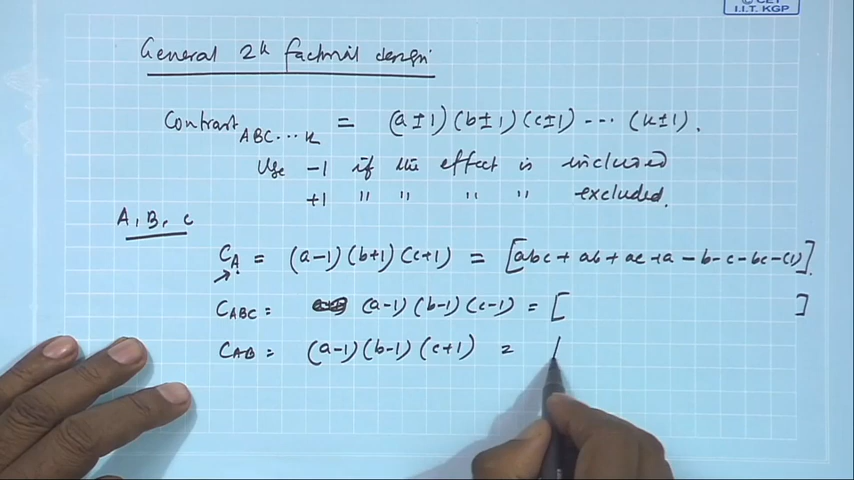 © CET
I.I.T. KGP
General 2^k factorial design
Contrast_ABC...k = (a±1) (b±1) (c±1) --- (k±1).
Use -1 if the effect is included
+1 " " " " excluded.
A, B, C
C_A = (a-1) (b+1) (c+1) = [abc + ab + ac + a - b - c - bc - (1)].
C_ABC = (a-1) (b-1) (c-1) = [ ]
C_AB = (a-1) (b-1) (c+1) =